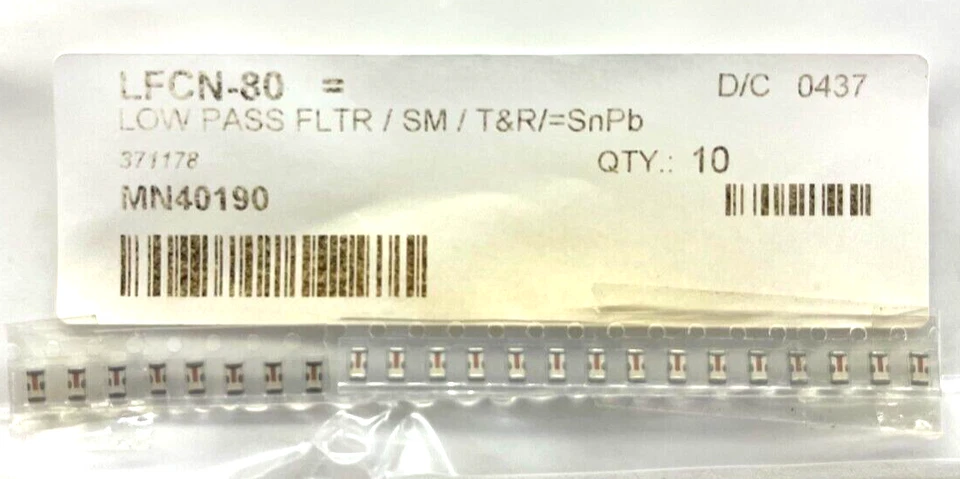 LFCN-80 = D/C 0437
LOW PASS FLTR / SM / T&R/=SnPb
371178 QTY.: 10
MN40190